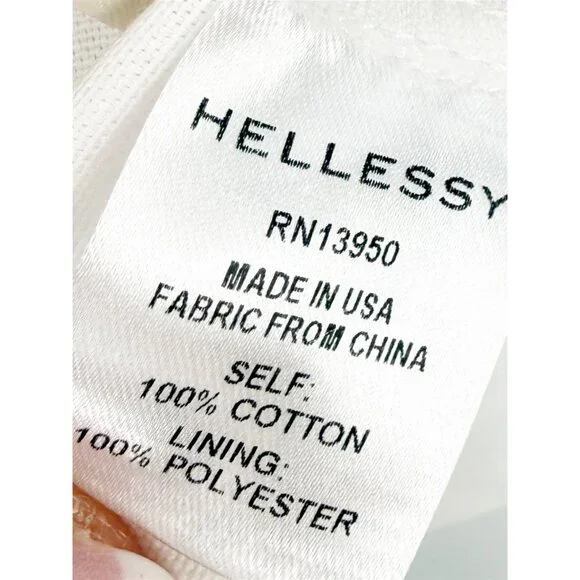 HELLESSY
RN13950
MADE IN USA
FABRIC FROM CHINA
SELF:
100% COTTON
LINING:
100% POLYESTER